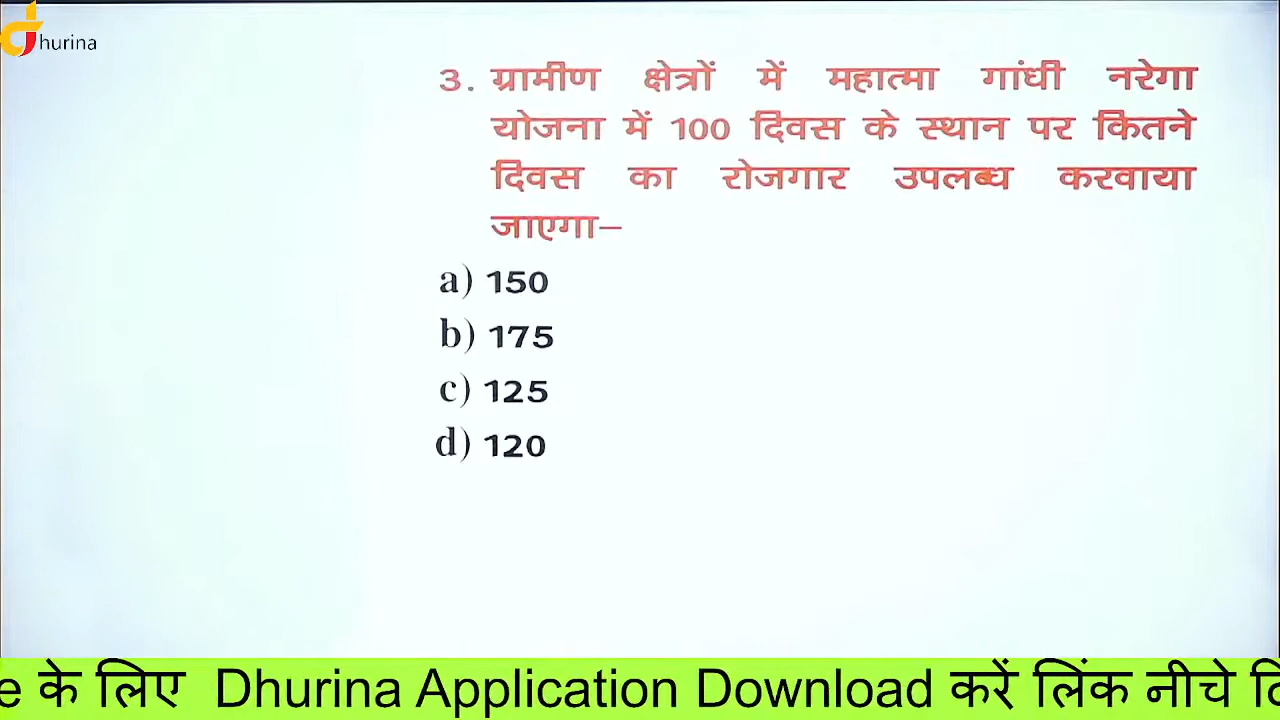 Dhurina
3. ग्रामीण क्षेत्रों में महात्मा गांधी नरेगा
योजना में 100 दिवस के स्थान पर कितने
दिवस का रोजगार उपलब्ध करवाया
जाएगा–
a) 150
b) 175
c) 125
d) 120
के लिए Dhurina Application Download करें लिंक नीचे